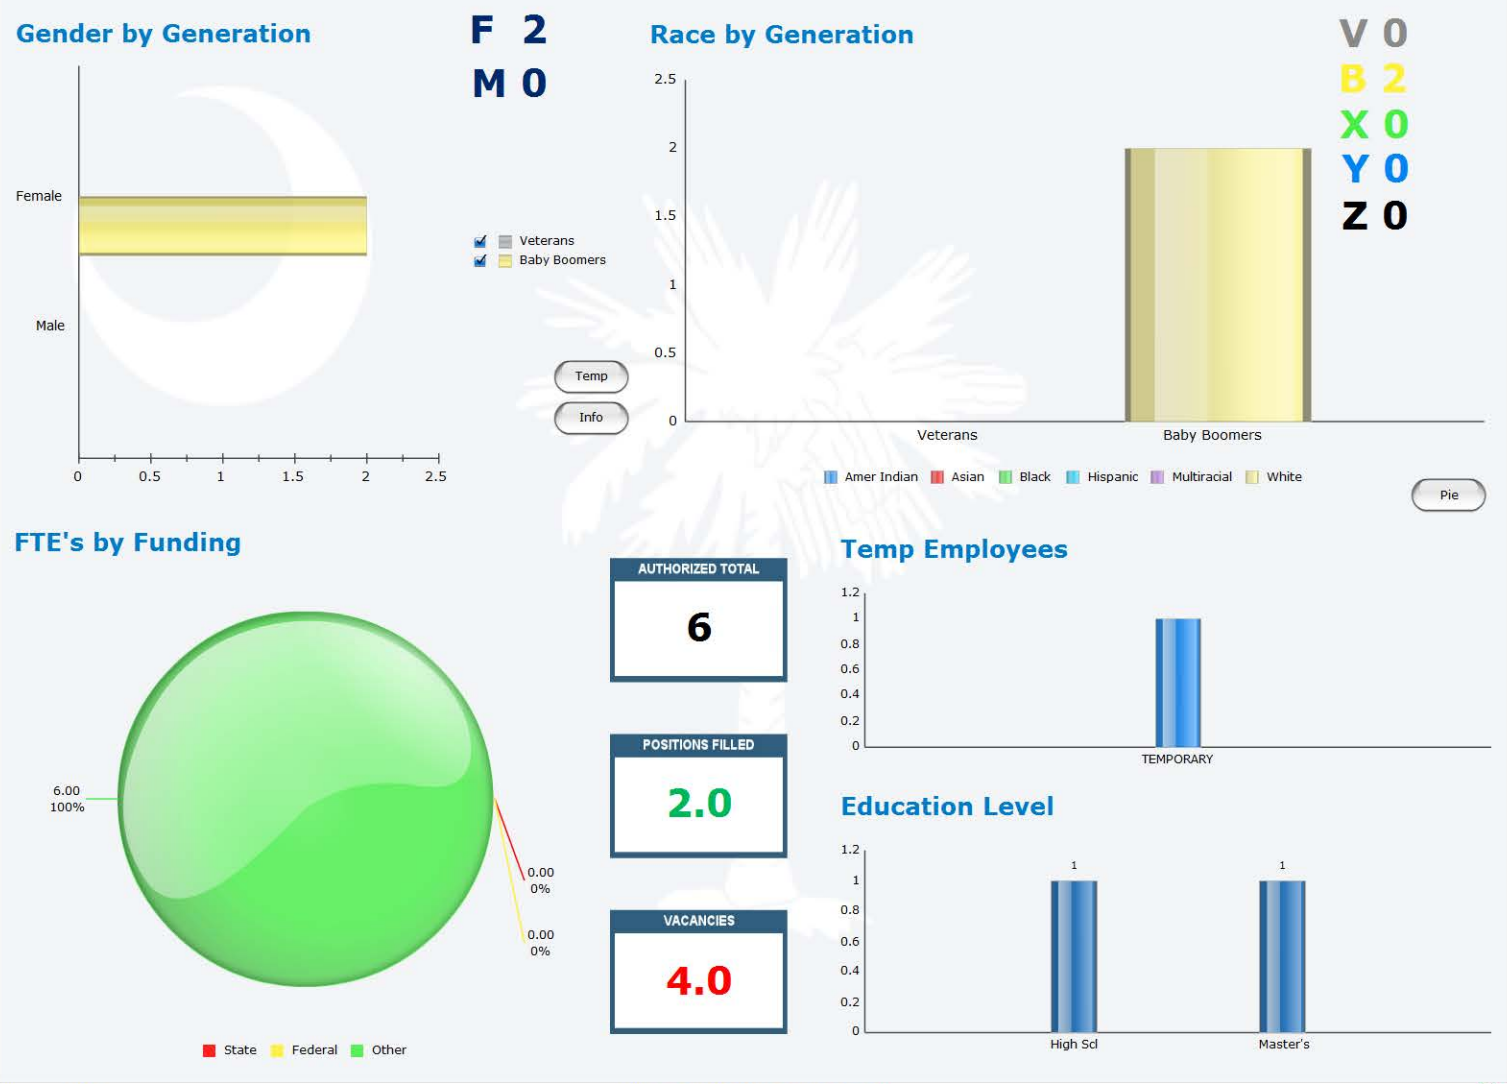 Gender by Generation
F 2
M 0
Female
Male
0 0.5 1 1.5 2 2.5
Veterans
Baby Boomers
Temp
Info
Race by Generation
V 0
B 2
X 0
Y 0
Z 0
2.5
2
1.5
1
0.5
0
Veterans Baby Boomers
Amer Indian Asian Black Hispanic Multiracial White
Pie
FTE's by Funding
6.00
100%
0.00
0%
0.00
0%
State Federal Other
AUTHORIZED TOTAL
6
POSITIONS FILLED
2.0
VACANCIES
4.0
Temp Employees
1.2
1
0.8
0.6
0.4
0.2
0
TEMPORARY
Education Level
1.2
1
0.8
0.6
0.4
0.2
0
1 1
High Scl Master's